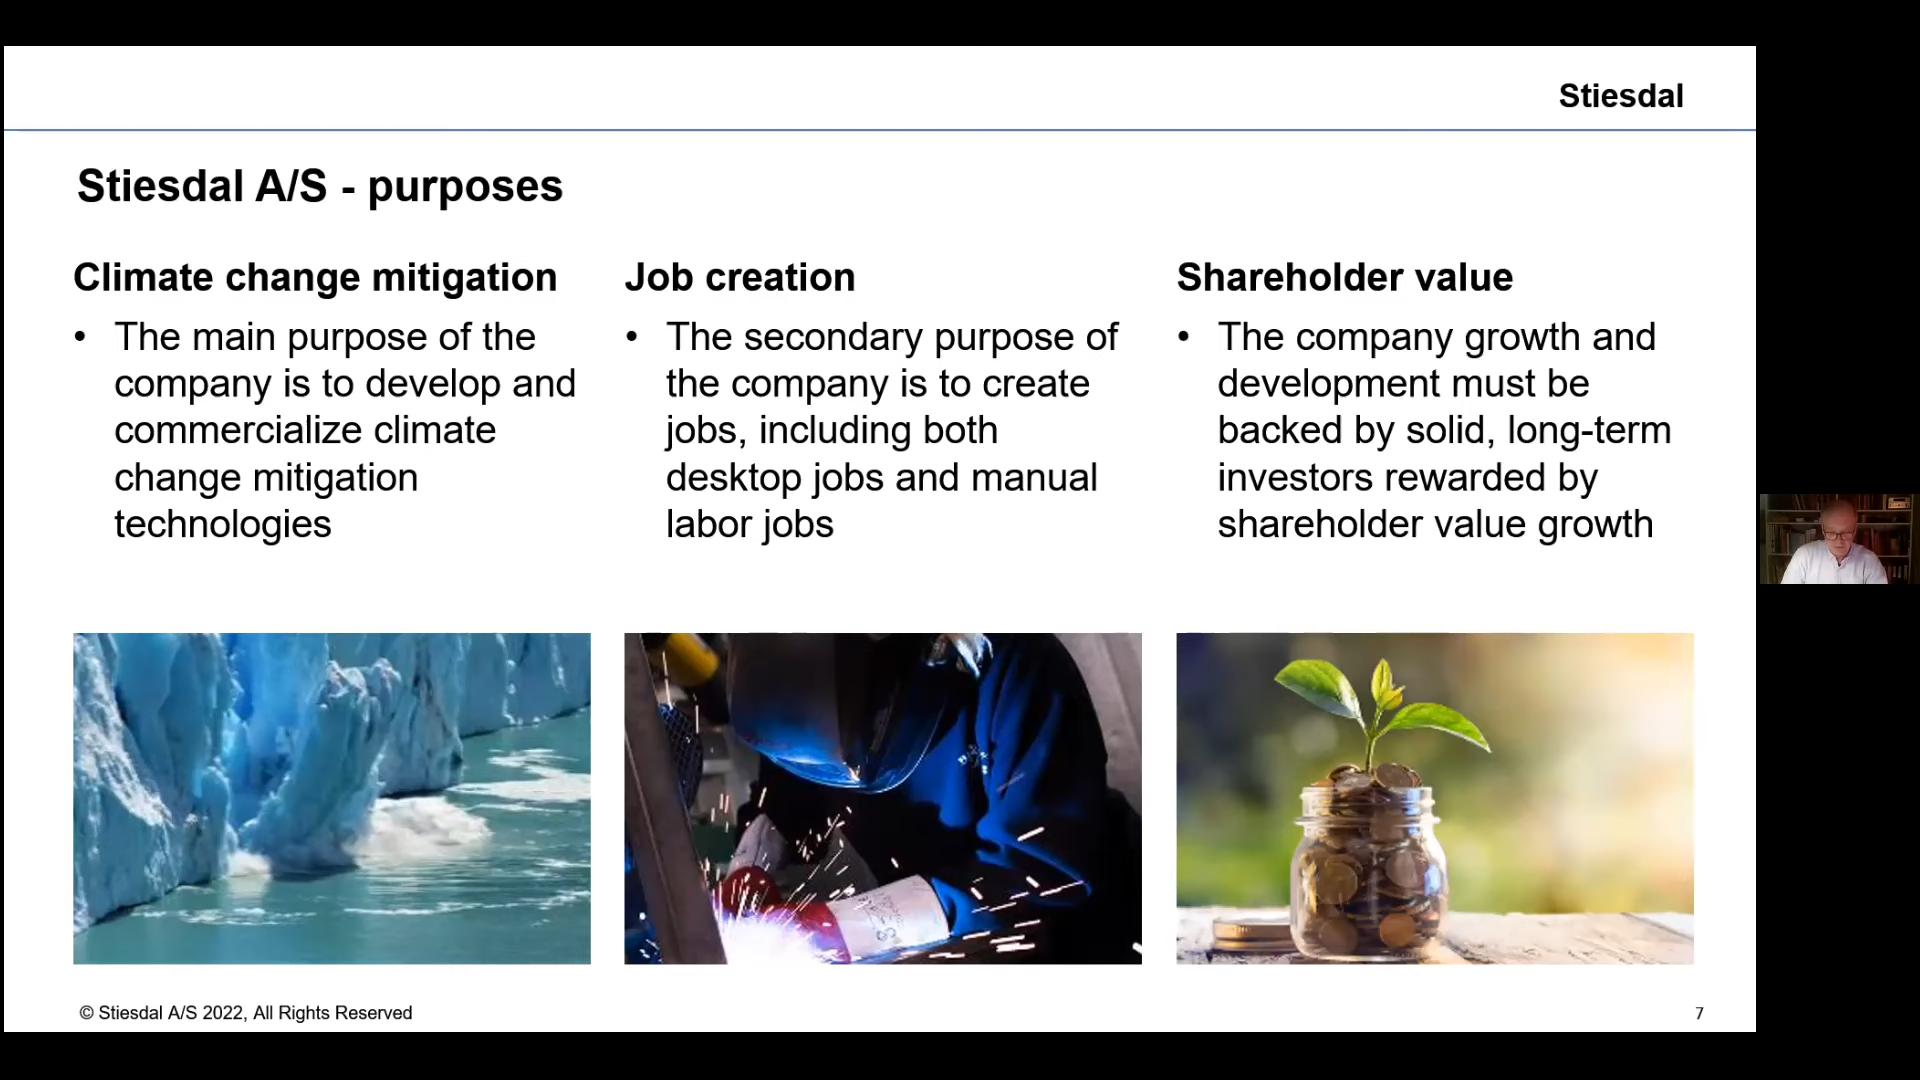 Stiesdal
Stiesdal A/S - purposes
Climate change mitigation
• The main purpose of the
company is to develop and
commercialize climate
change mitigation
technologies
Job creation
• The secondary purpose of
the company is to create
jobs, including both
desktop jobs and manual
labor jobs
Shareholder value
• The company growth and
development must be
backed by solid, long-term
investors rewarded by
shareholder value growth
© Stiesdal A/S 2022, All Rights Reserved
7